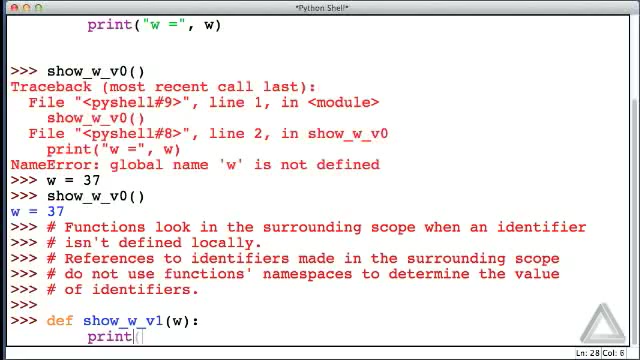 *Python Shell*
print("w =", w)
>>> show_w_v0()
Traceback (most recent call last):
File "<pyshell#9>", line 1, in <module>
show_w_v0()
File "<pyshell#8>", line 2, in show_w_v0
print("w =", w)
NameError: global name 'w' is not defined
>>> w = 37
>>> show_w_v0()
w = 37
>>> # Functions look in the surrounding scope when an identifier
>>> # isn't defined locally.
>>> # References to identifiers made in the surrounding scope
>>> # do not use functions' namespaces to determine the value
>>> # of identifiers.
>>>
>>> def show_w_v1(w):
print(
Ln: 28 Col: 6